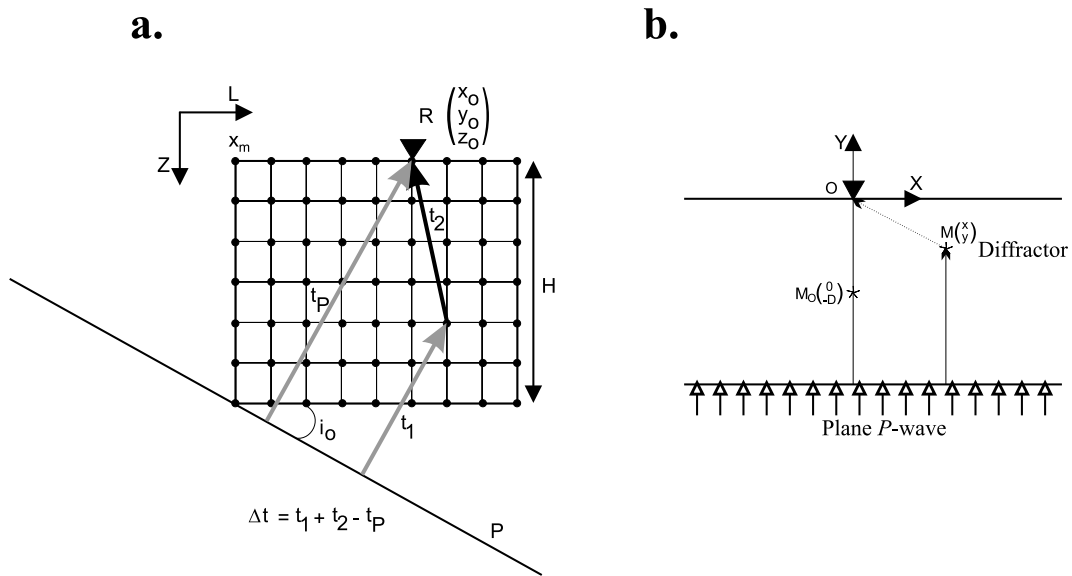 a.
L
Z
x_m
R (x_o y_o z_o)
t_2
t_P
H
i_o
t_1
Δt = t_1 + t_2 - t_P
P
b.
Y
O
X
M(x y)
Diffractor
M_O(0 -D)
Plane P-wave